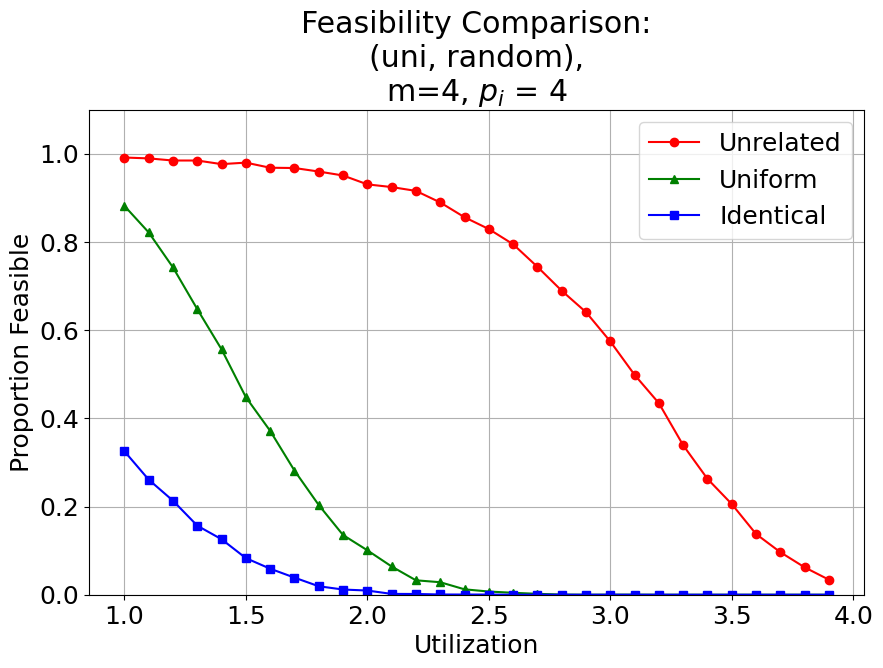 Feasibility Comparison:
(uni, random),
m=4, p_i = 4
Unrelated
Uniform
Identical
Proportion Feasible
1.0
0.8
0.6
0.4
0.2
0.0
1.0 1.5 2.0 2.5 3.0 3.5 4.0
Utilization